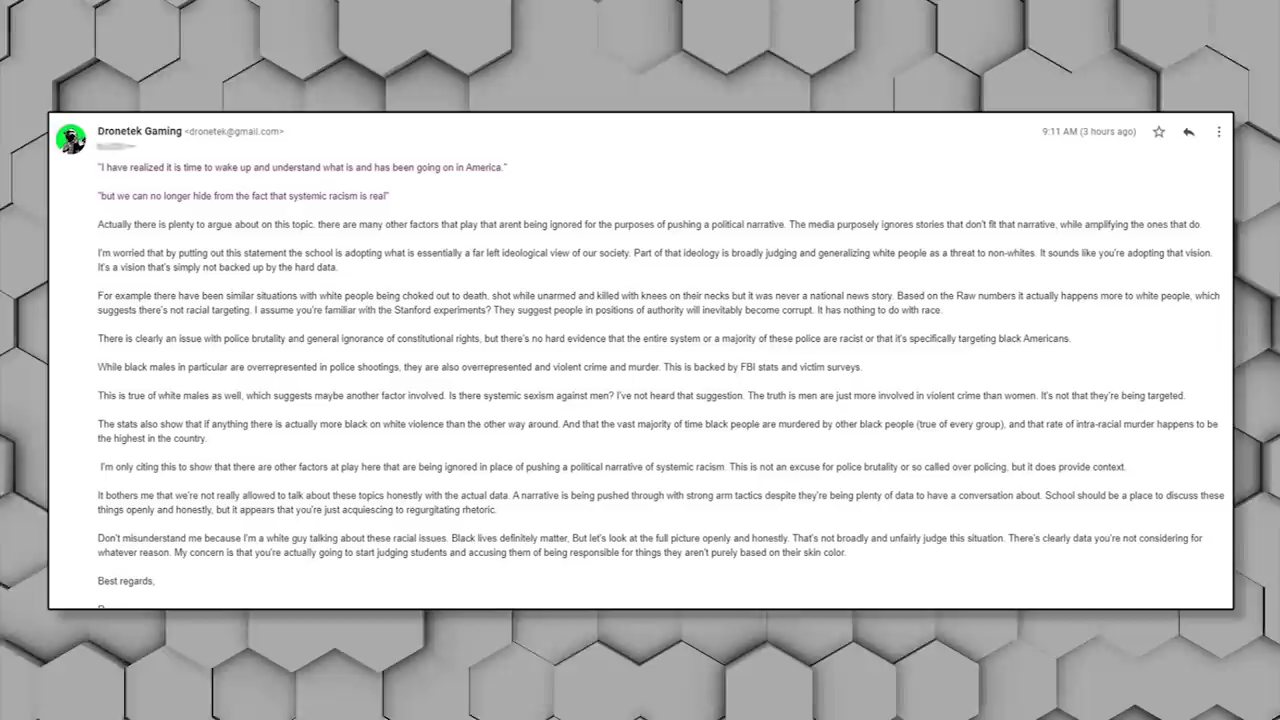 Dronetek Gaming <dronetek@gmail.com>
9:11 AM (3 hours ago)
"I have realized it is time to wake up and understand what is and has been going on in America."
"but we can no longer hide from the fact that systemic racism is real"
Actually there is plenty to argue about on this topic. there are many other factors that play that arent being ignored for the purposes of pushing a political narrative. The media purposely ignores stories that don't fit that narrative, while amplifying the ones that do.
I'm worried that by putting out this statement the school is adopting what is essentially a far left ideological view of our society. Part of that ideology is broadly judging and generalizing white people as a threat to non-whites. It sounds like you're adopting that vision.
It's a vision that's simply not backed up by the hard data.
For example there have been similar situations with white people being choked out to death, shot while unarmed and killed with knees on their necks but it was never a national news story. Based on the Raw numbers it actually happens more to white people, which
suggests there's not racial targeting. I assume you're familiar with the Stanford experiments? They suggest people in positions of authority will inevitably become corrupt. It has nothing to do with race.
There is clearly an issue with police brutality and general ignorance of constitutional rights, but there's no hard evidence that the entire system or a majority of these police are racist or that it's specifically targeting black Americans.
While black males in particular are overrepresented in police shootings, they are also overrepresented and violent crime and murder. This is backed by FBI stats and victim surveys.
This is true of white males as well, which suggests maybe another factor involved. Is there systemic sexism against men? I've not heard that suggestion. The truth is men are just more involved in violent crime than women. It's not that they're being targeted.
The stats also show that if anything there is actually more black on white violence than the other way around. And that the vast majority of time black people are murdered by other black people (true of every group), and that rate of intra-racial murder happens to be
the highest in the country.
I'm only citing this to show that there are other factors at play here that are being ignored in place of pushing a political narrative of systemic racism. This is not an excuse for police brutality or so called over policing, but it does provide context.
It bothers me that we're not really allowed to talk about these topics honestly with the actual data. A narrative is being pushed through with strong arm tactics despite they're being plenty of data to have a conversation about. School should be a place to discuss these
things openly and honestly, but it appears that you're just acquiescing to regurgitating rhetoric.
Don't misunderstand me because I'm a white guy talking about these racial issues. Black lives definitely matter, But let's look at the full picture openly and honestly. That's not broadly and unfairly judge this situation. There's clearly data you're not considering for
whatever reason. My concern is that you're actually going to start judging students and accusing them of being responsible for things they aren't purely based on their skin color.
Best regards,